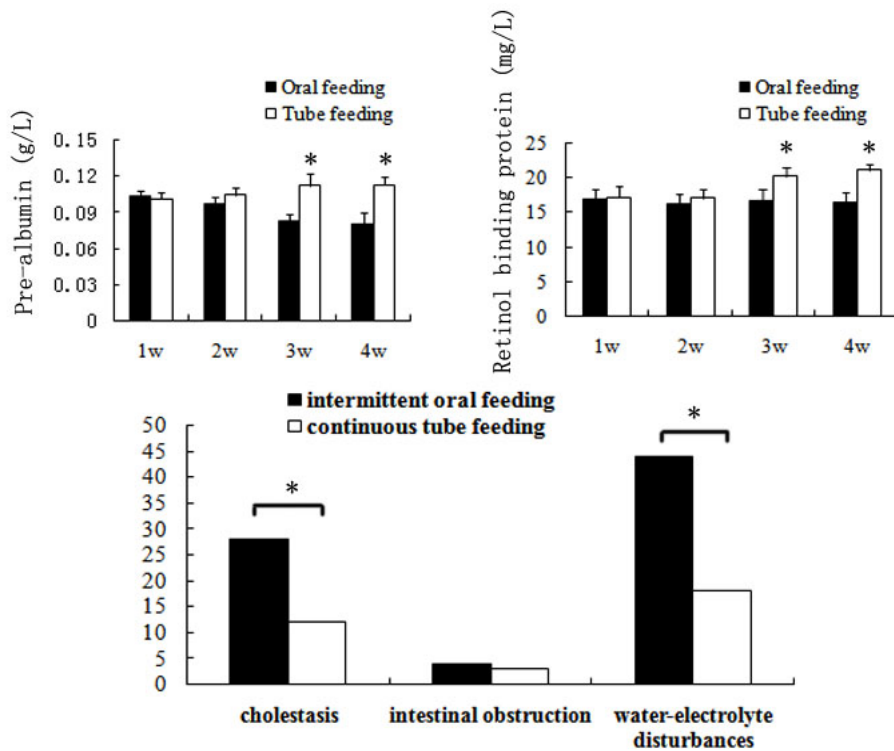 Pre-albumin (g/L)
■ Oral feeding
□ Tube feeding
0.15
0.12
0.09
0.06
0.03
0
* *
1w 2w 3w 4w
Retinol binding protein (mg/L)
■ Oral feeding
□ Tube feeding
25
20
15
10
5
0
* *
1w 2w 3w 4w
■ intermittent oral feeding
□ continuous tube feeding
50
45
40
35
30
25
20
15
10
5
0
* *
cholestasis intestinal obstruction water-electrolyte
disturbances